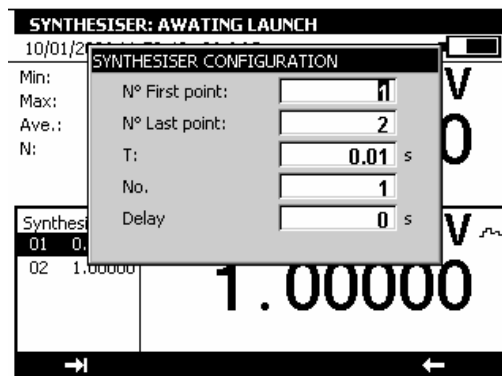 SYNTHESISER: AWATING LAUNCH
10/01/2
SYNTHESISER CONFIGURATION
Min:
Max:
Ave.:
N:
V
0
N° First point: 1
N° Last point: 2
T: 0.01 s
No. 1
Delay 0 s
Synthesi
01 0.
02 1.00000
V
1.00000